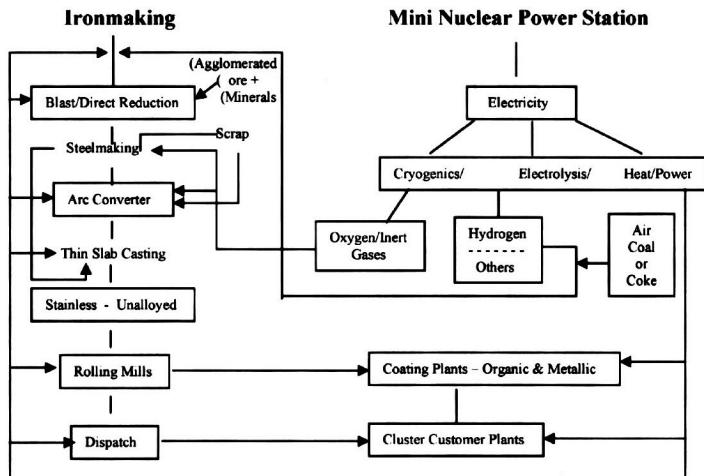 Ironmaking
Mini Nuclear Power Station
(Agglomerated
( ore +
(Minerals
Blast/Direct Reduction
Electricity
Scrap
Steelmaking
Cryogenics/ Electrolysis/ Heat/Power
Arc Converter
Oxygen/Inert
Gases
Hydrogen
------
Others
Air
Coal
or
Coke
Thin Slab Casting
Stainless - Unalloyed
Rolling Mills
Coating Plants – Organic & Metallic
Dispatch
Cluster Customer Plants